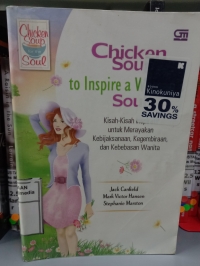 Chicken
Soup
for the
Soul
GM
Chicken
Sou
to Inspire a W
Sou
Kinokuniya
30%
SAVINGS
Kisah-Kisah
untuk Merayakan
Kebijaksanaan, Kegembiraan,
dan Kebebasan Wanita
Jack Canfield
Mark Victor Hansen
Stephanie Marston